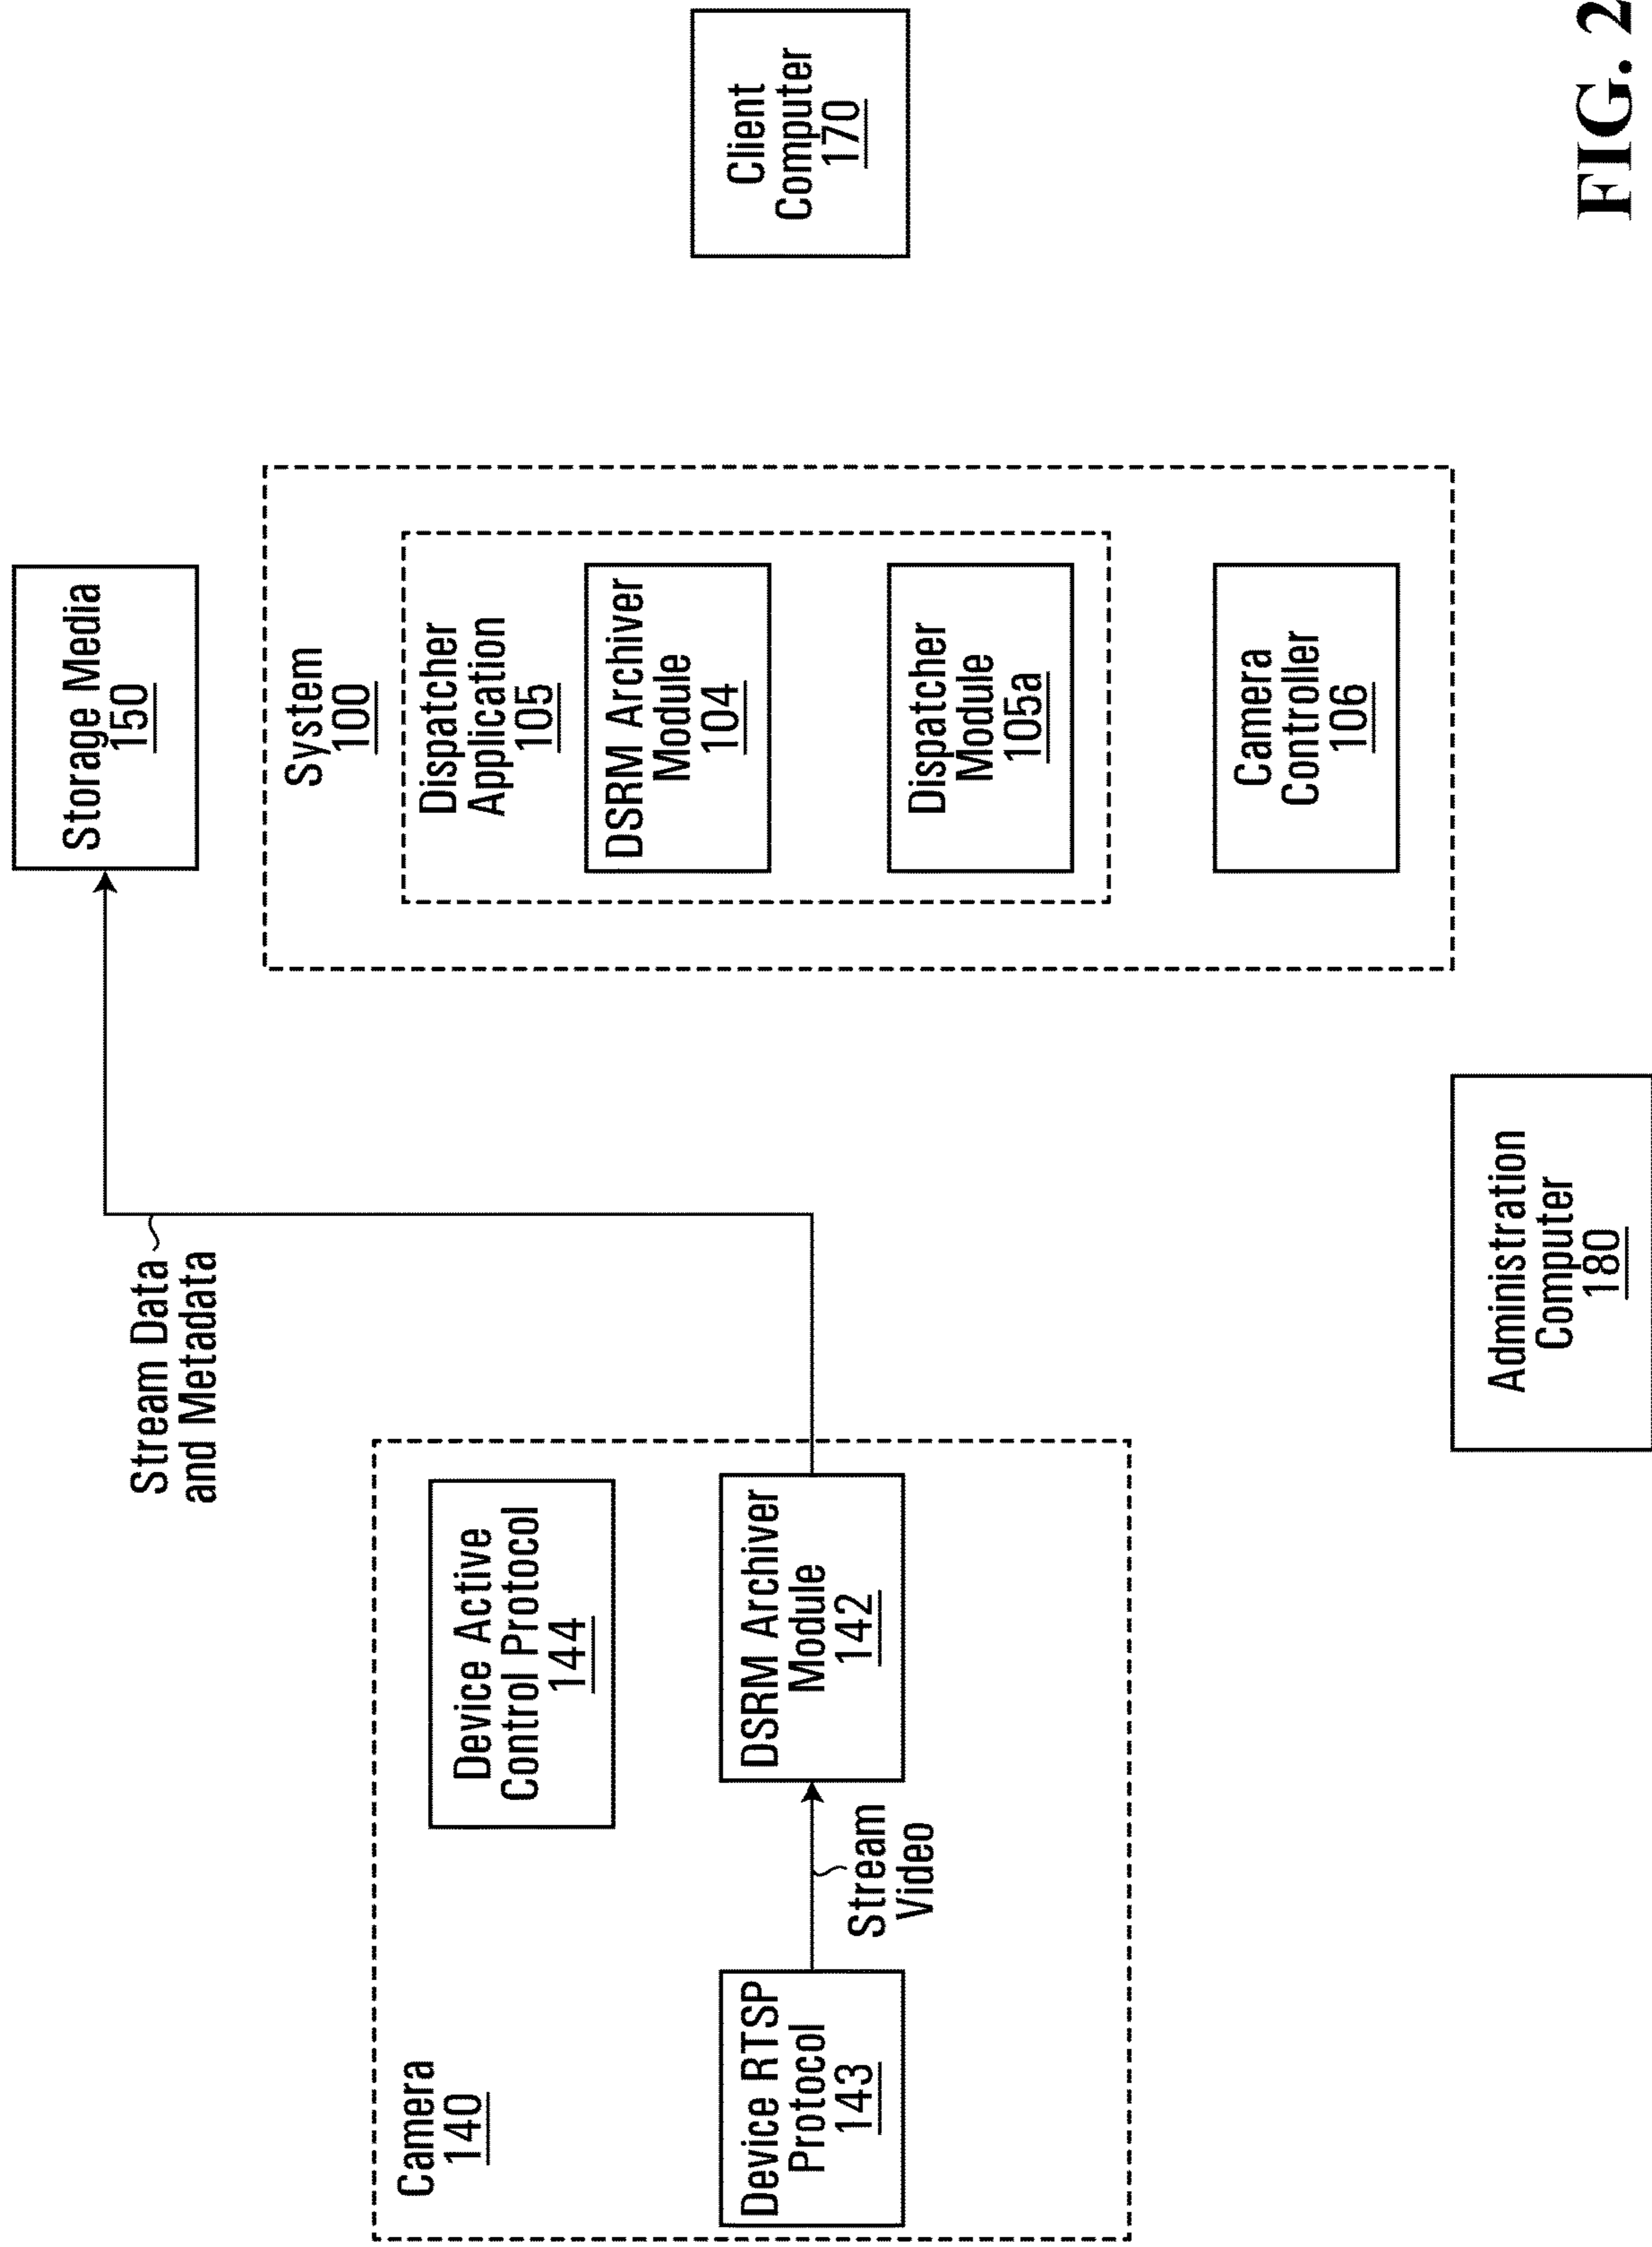 Storage Media
150
Stream Data
and Metadata
System
100
Dispatcher
Application
105
DSRM Archiver
Module
104
Dispatcher
Module
105a
Camera
Controller
106
Client
Computer
170
Camera
140
Device Active
Control Protocol
144
Device RTSP
Protocol
143
Stream
Video
DSRM Archiver
Module
142
Administration
Computer
180
FIG. 2